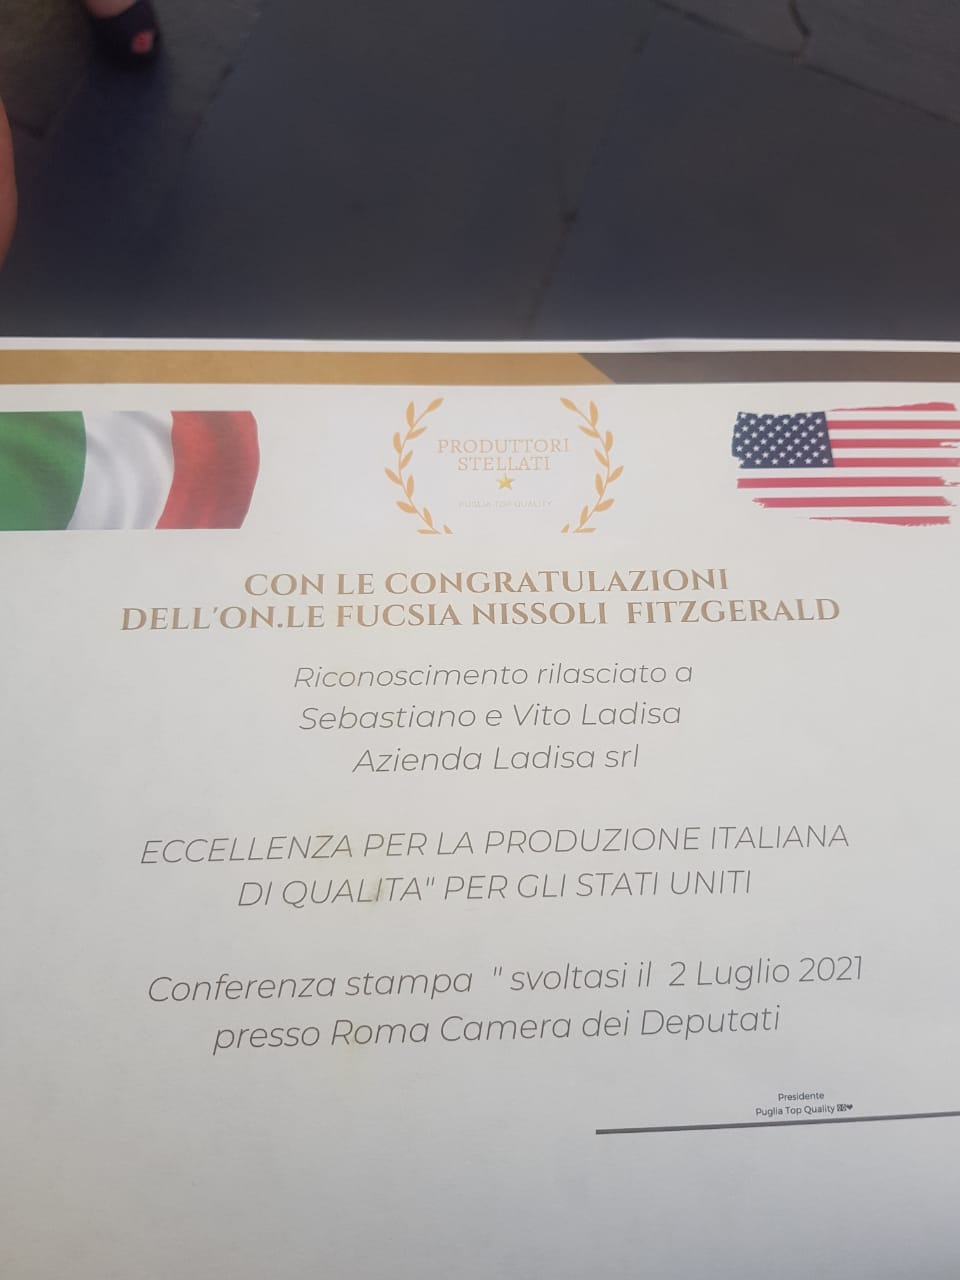 PRODUTTORI
STELLATI
PUGLIA TOP QUALITY
CON LE CONGRATULAZIONI
DELL'ON.LE FUCSIA NISSOLI FITZGERALD
Riconoscimento rilasciato a
Sebastiano e Vito Ladisa
Azienda Ladisa srl
ECCELLENZA PER LA PRODUZIONE ITALIANA
DI QUALITA" PER GLI STATI UNITI
Conferenza stampa " svoltasi il 2 Luglio 2021
presso Roma Camera dei Deputati
Presidente
Puglia Top Quality